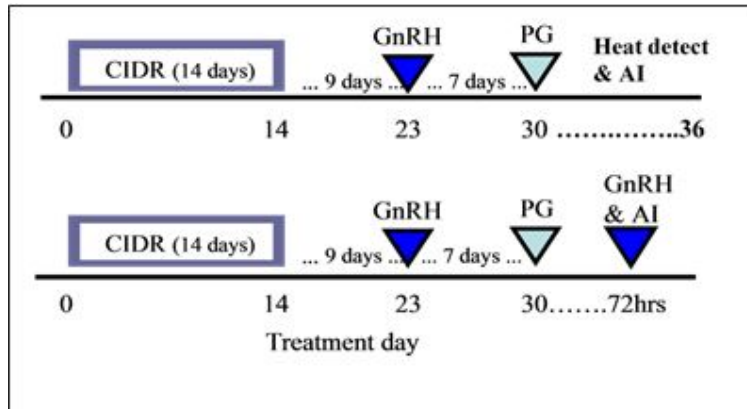 GnRH PG Heat detect
CIDR (14 days) ... 9 days ... ... 7 days ... & AI
0 14 23 30 ............... 36
GnRH
GnRH PG & AI
CIDR (14 days) ... 9 days ... ... 7 days ...
0 14 23 30.......72hrs
Treatment day